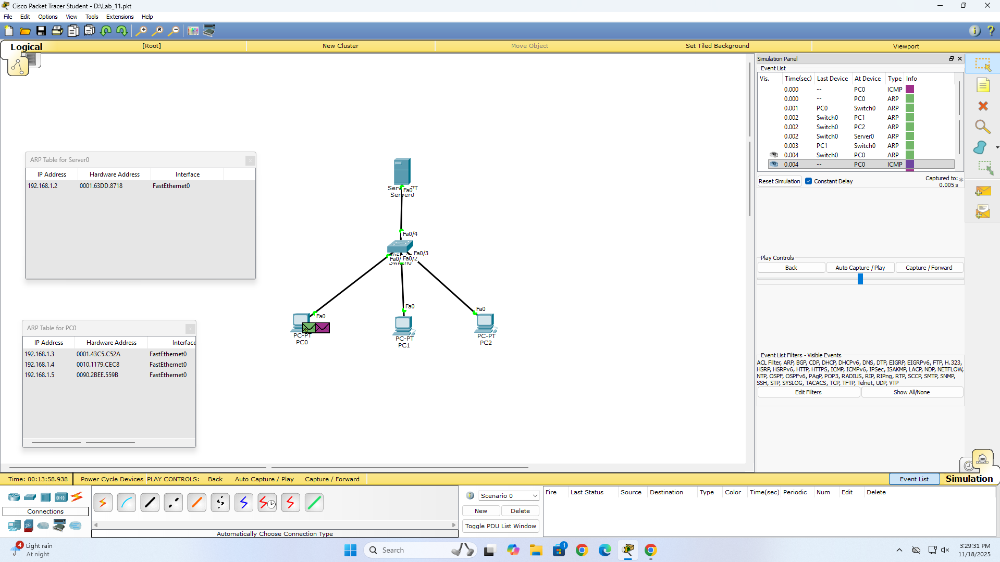 Cisco Packet Tracer Student - D:\Lab_11.pkt
File Edit Options View Tools Extensions Help
Logical [Root] New Cluster Move Object Set Tiled Background Viewport
Simulation Panel
Event List
Vis. Time(sec) Last Device At Device Type Info
0.000 -- PC0 ICMP
0.000 -- PC0 ARP
0.001 PC0 Switch0 ARP
0.002 Switch0 PC1 ARP
0.002 Switch0 PC2 ARP
0.002 Switch0 Server0 ARP
0.003 PC1 Switch0 ARP
0.004 Switch0 PC0 ARP
0.004 -- PC0 ICMP
Reset Simulation Constant Delay Captured to:
0.005 s
Play Controls
Back Auto Capture / Play Capture / Forward
Event List Filters - Visible Events
ACL Filter, ARP, BGP, CDP, DHCP, DHCPv6, DNS, DTP, EIGRP, EIGRPv6, FTP, H.323,
HSRP, HSRPv6, HTTP, HTTPS, ICMP, ICMPv6, IPSec, ISAKMP, LACP, NDP, NETFLOW,
NTP, OSPF, OSPFv6, PAgP, POP3, RADIUS, RIP, RIPng, RTP, SCCP, SMTP, SNMP,
SSH, STP, SYSLOG, TACACS, TCP, TFTP, Telnet, UDP, VTP
Edit Filters Show All/None
ARP Table for Server0
IP Address Hardware Address Interface
192.168.1.2 0001.63DD.8718 FastEthernet0
ARP Table for PC0
IP Address Hardware Address Interface
192.168.1.3 0001.43C5.C52A FastEthernet0
192.168.1.4 0010.1179.CEC8 FastEthernet0
192.168.1.5 0090.2BEE.559B FastEthernet0
Fa0
Server0
Fa0/4
Fa0/3
Fa0/2
Switch0
Fa0
PC-PT
PC0
Fa0
PC-PT
PC1
Fa0
PC-PT
PC2
Time: 00:13:58.938 Power Cycle Devices PLAY CONTROLS: Back Auto Capture / Play Capture / Forward Event List Simulation
Connections
Automatically Choose Connection Type
Scenario 0
New Delete
Toggle PDU List Window
Fire Last Status Source Destination Type Color Time(sec) Periodic Num Edit Delete
4
Light rain
At night
Search
1
3:29:31 PM
11/18/2025